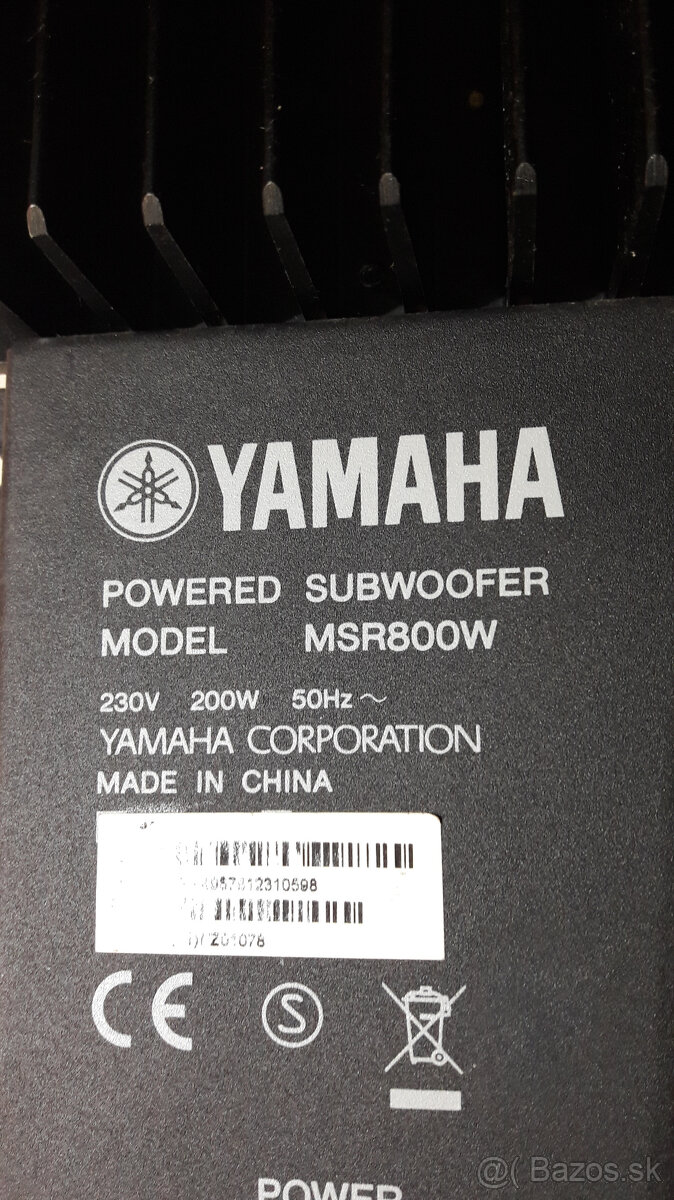 YAMAHA
POWERED SUBWOOFER
MODEL MSR800W
230V 200W 50Hz ~
YAMAHA CORPORATION
MADE IN CHINA
CE
S
POWER
@( Bazos.sk